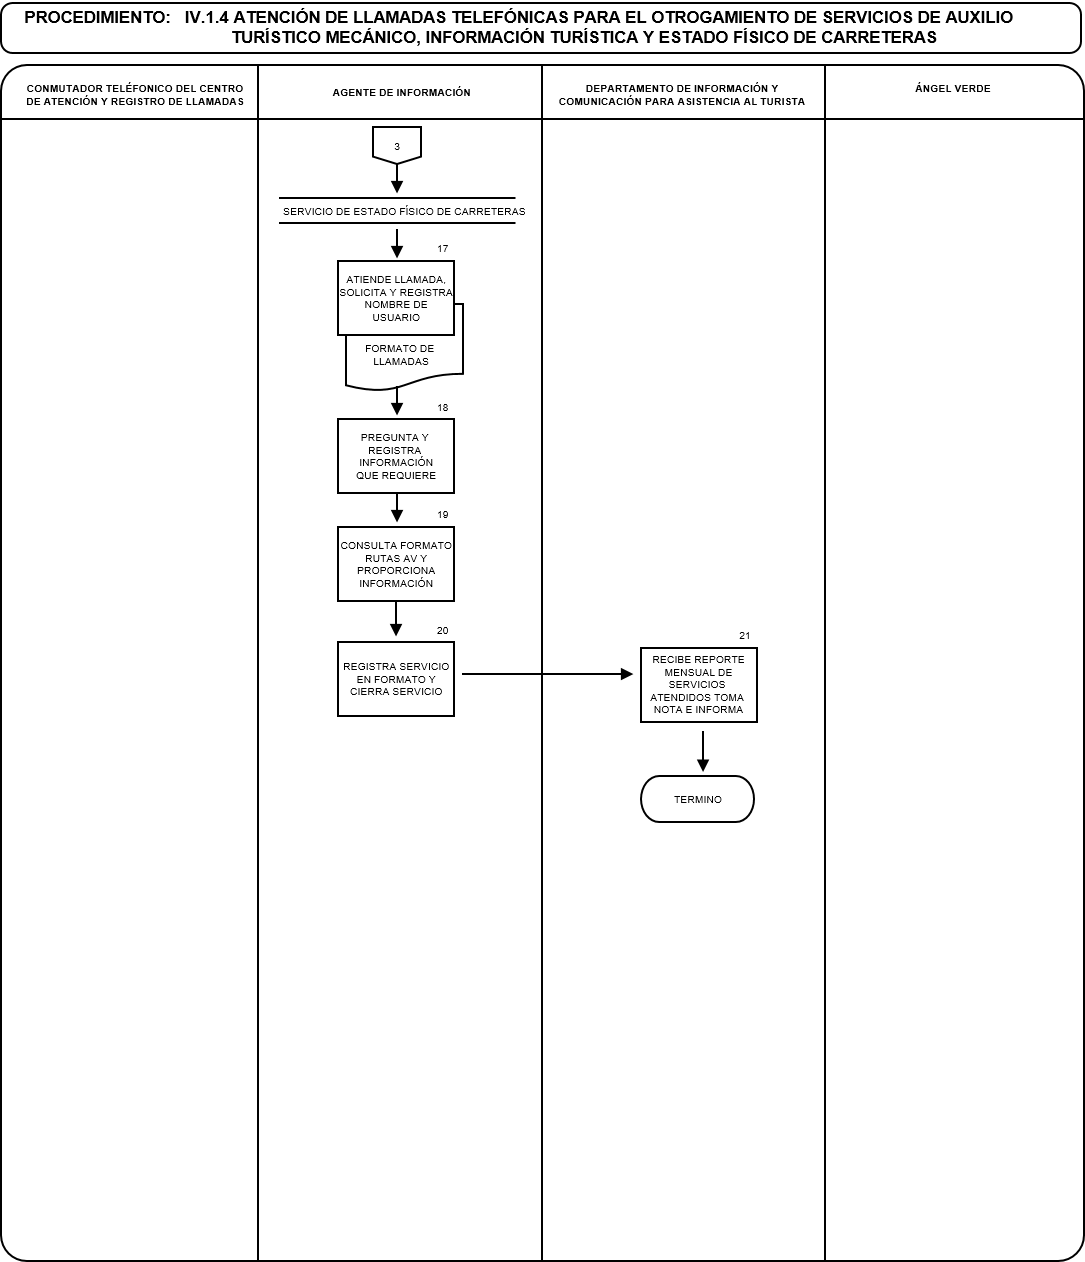 PROCEDIMIENTO: IV.1.4 ATENCIÓN DE LLAMADAS TELEFÓNICAS PARA EL OTROGAMIENTO DE SERVICIOS DE AUXILIO
TURÍSTICO MECÁNICO, INFORMACIÓN TURÍSTICA Y ESTADO FÍSICO DE CARRETERAS
CONMUTADOR TELÉFONICO DEL CENTRO
DE ATENCIÓN Y REGISTRO DE LLAMADAS
AGENTE DE INFORMACIÓN
DEPARTAMENTO DE INFORMACIÓN Y
COMUNICACIÓN PARA ASISTENCIA AL TURISTA
ÁNGEL VERDE
3
SERVICIO DE ESTADO FÍSICO DE CARRETERAS
17
ATIENDE LLAMADA,
SOLICITA Y REGISTRA
NOMBRE DE
USUARIO
FORMATO DE
LLAMADAS
18
PREGUNTA Y
REGISTRA
INFORMACIÓN
QUE REQUIERE
19
CONSULTA FORMATO
RUTAS AV Y
PROPORCIONA
INFORMACIÓN
20
REGISTRA SERVICIO
EN FORMATO Y
CIERRA SERVICIO
21
RECIBE REPORTE
MENSUAL DE
SERVICIOS
ATENDIDOS TOMA
NOTA E INFORMA
TERMINO